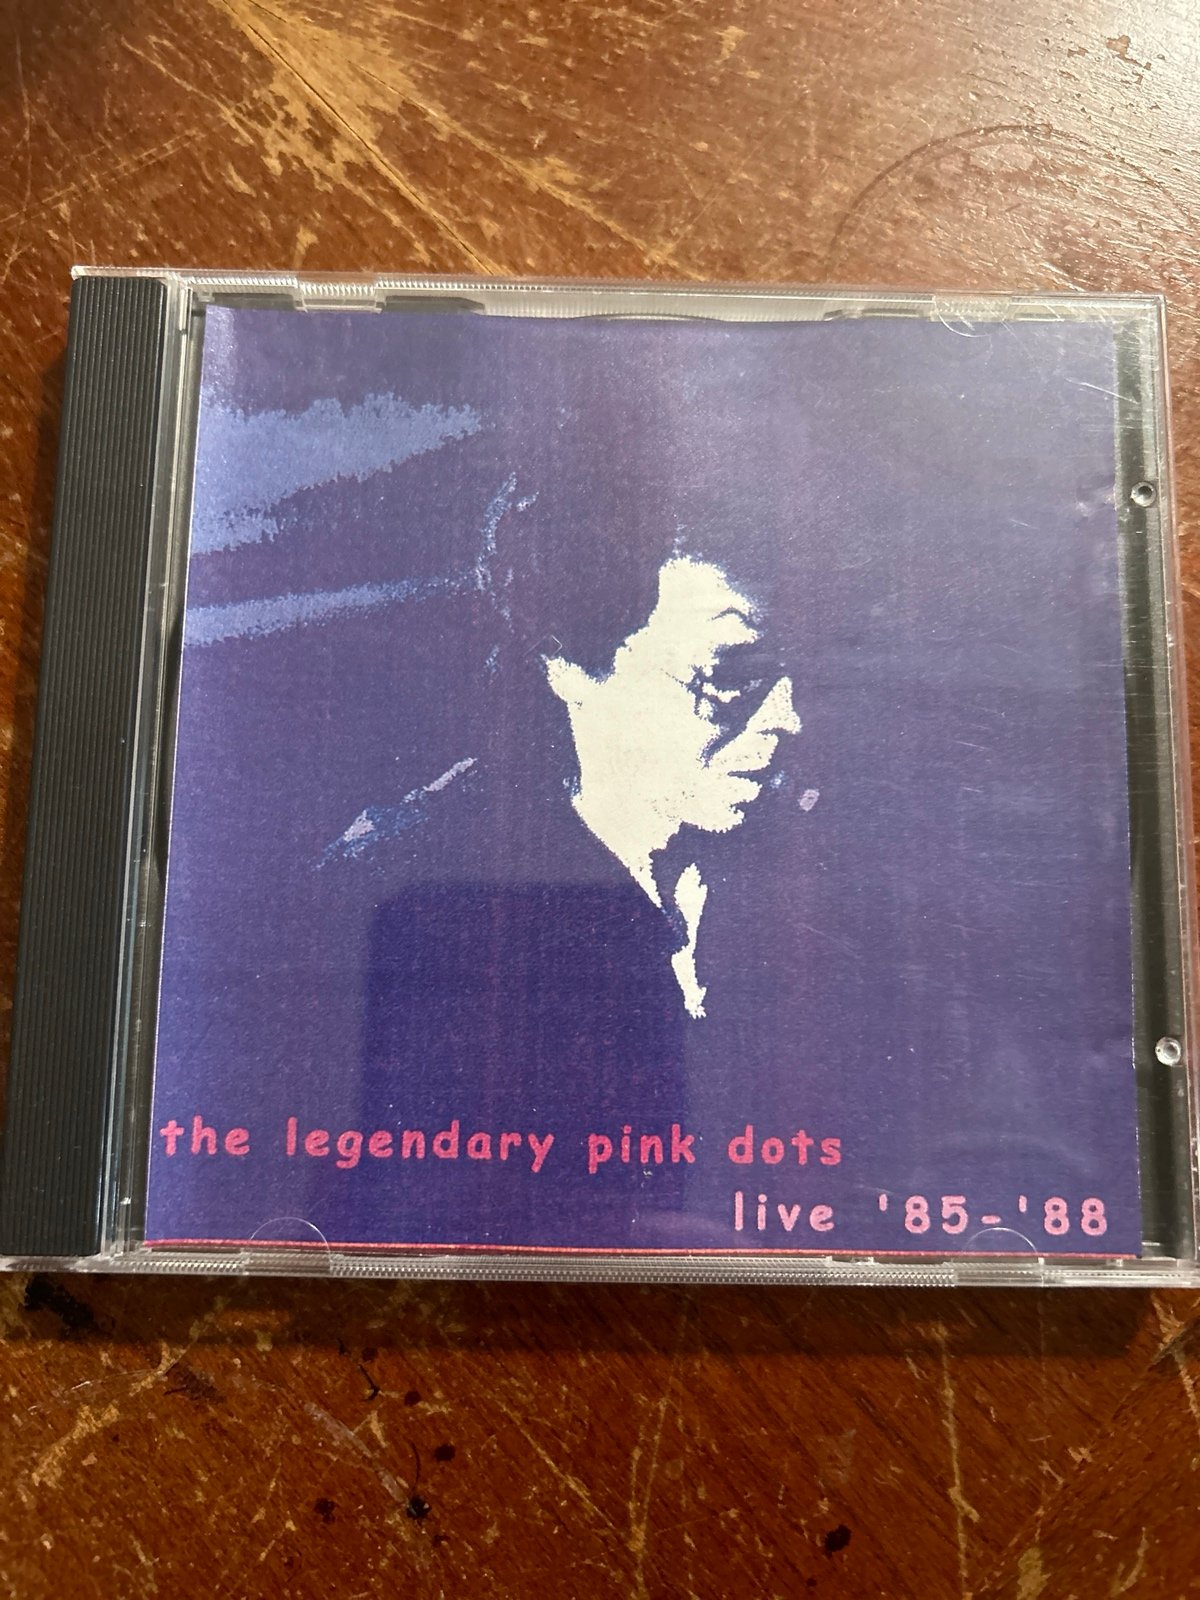 the legendary pink dots
live '85-'88